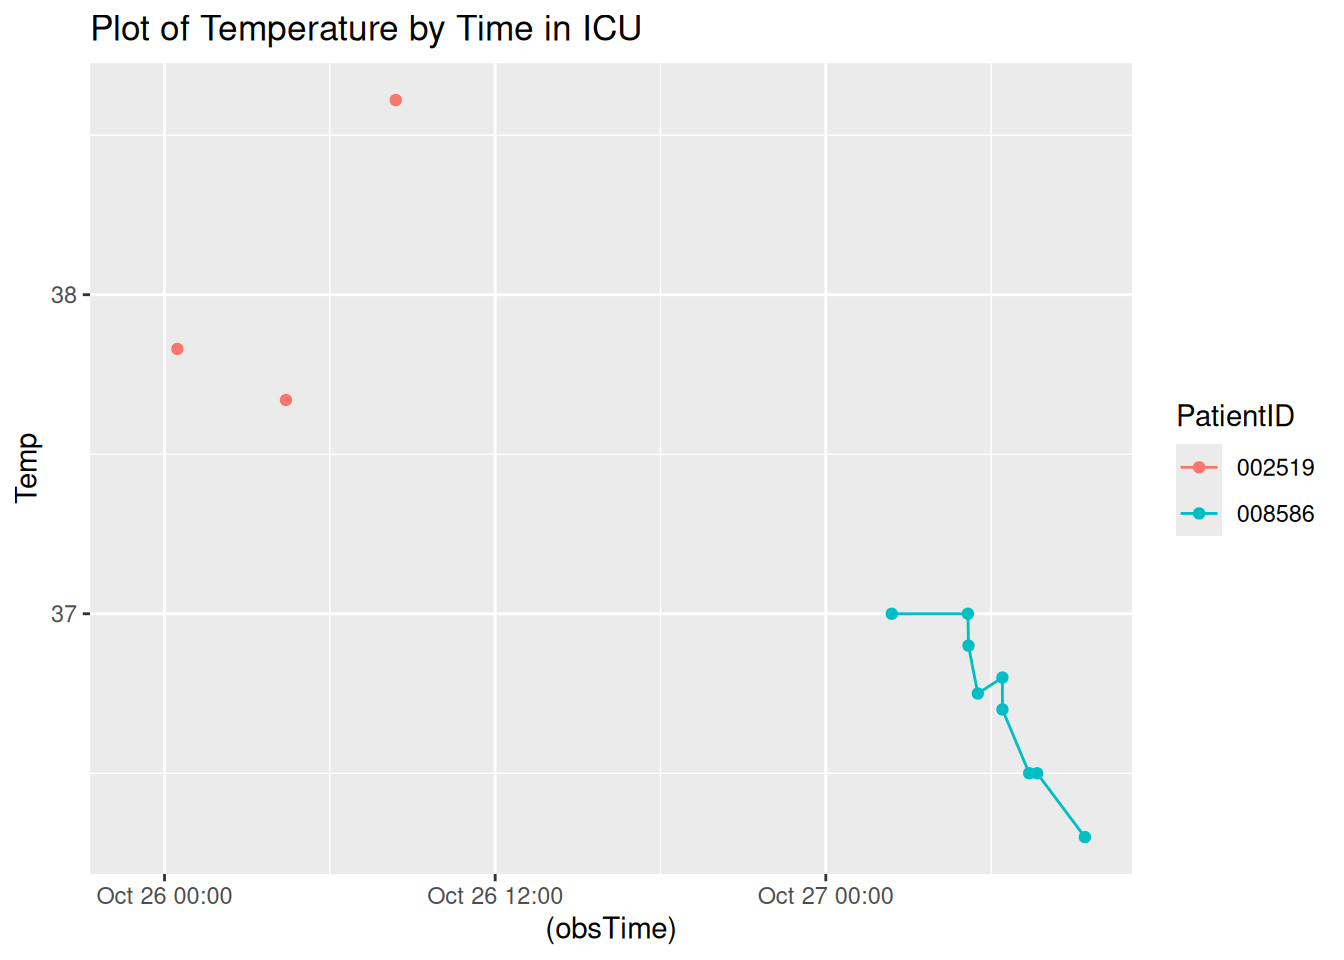 Plot of Temperature by Time in ICU
38
37
Temp
Oct 26 00:00
Oct 26 12:00
Oct 27 00:00
(obsTime)
PatientID
002519
008586